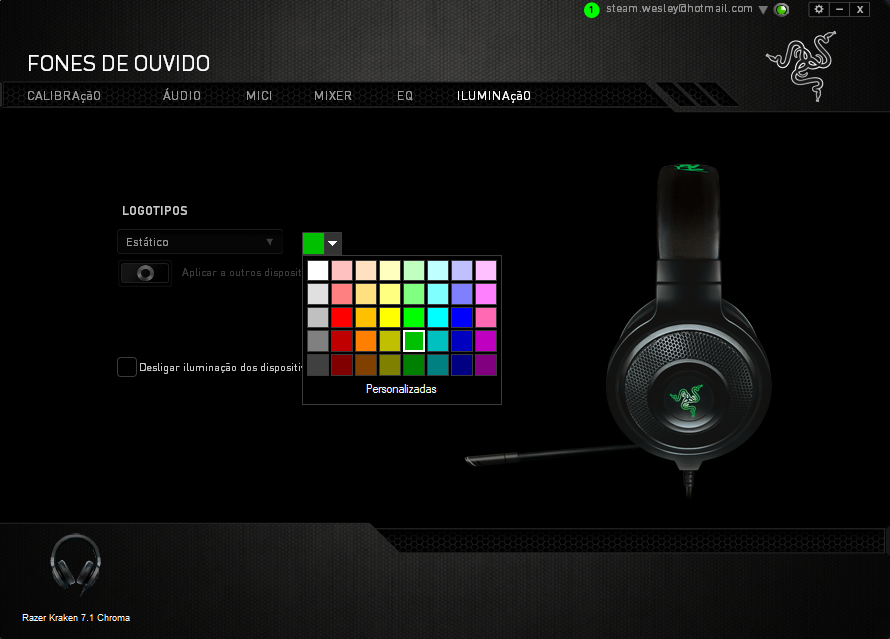 1 steam.wesley@hotmail.com
X
FONES DE OUVIDO
CALIBRAçãO ÁUDIO MICI MIXER EQ ILUMINAçãO
LOGOTIPOS
Estático
Aplicar a outros disposit
Desligar iluminação dos dispositiv
Personalizadas
Razer Kraken 7.1 Chroma